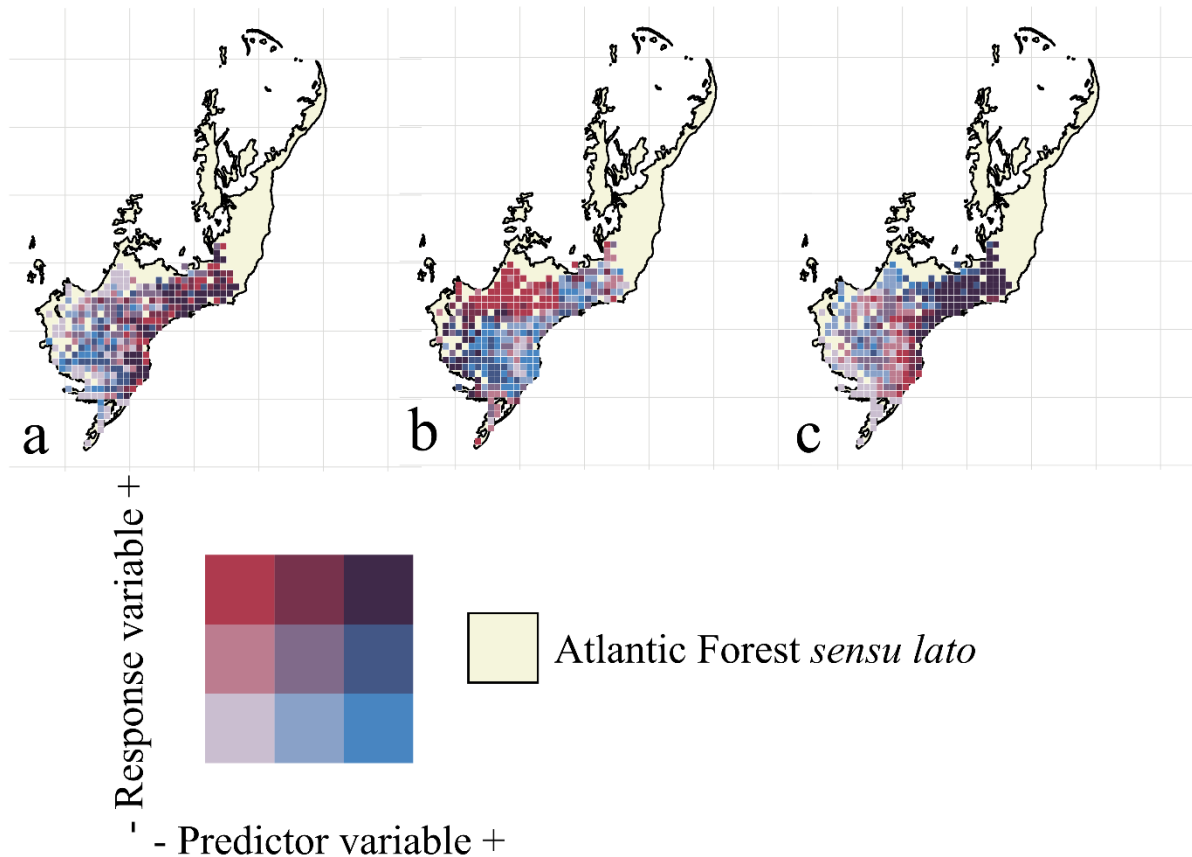 a
b
c
- Response variable +
Atlantic Forest sensu lato
- Predictor variable +